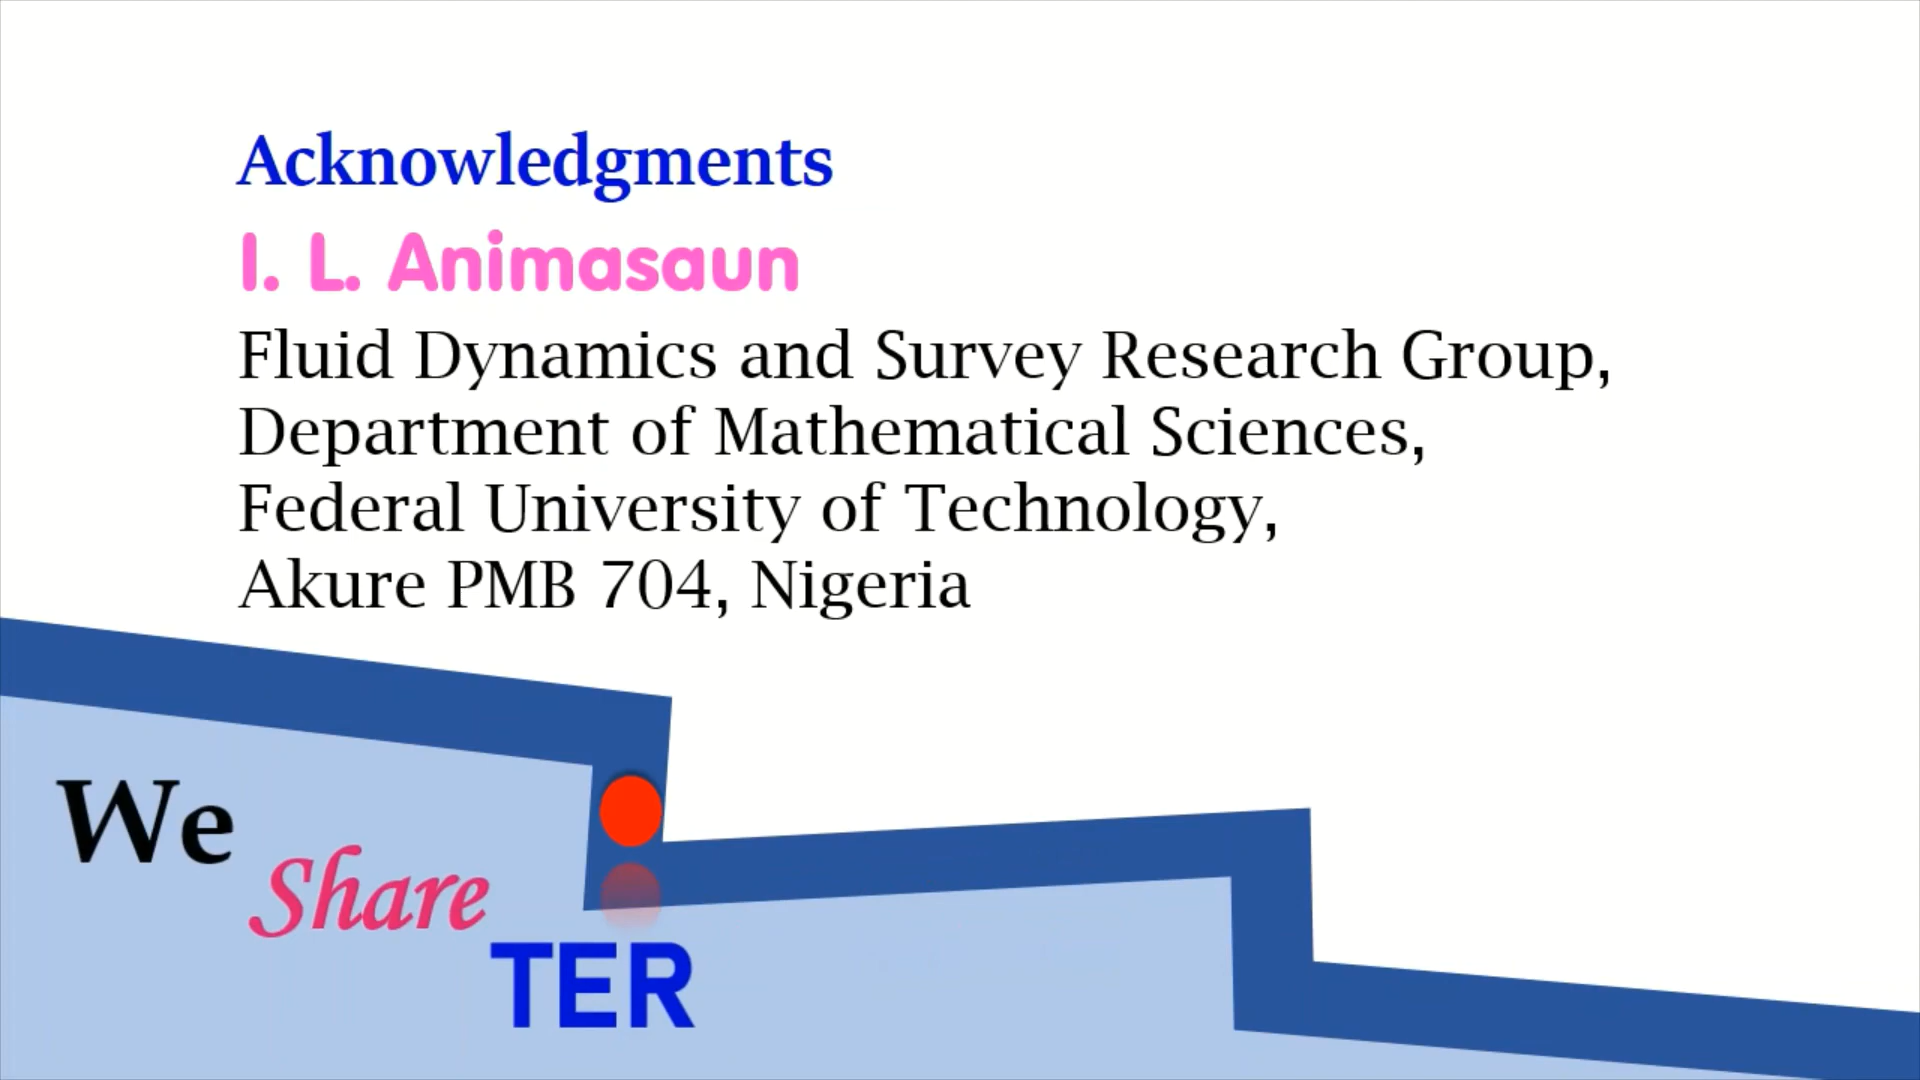 Acknowledgments
I. L. Animasaun
Fluid Dynamics and Survey Research Group,
Department of Mathematical Sciences,
Federal University of Technology,
Akure PMB 704, Nigeria
We
Share
TER